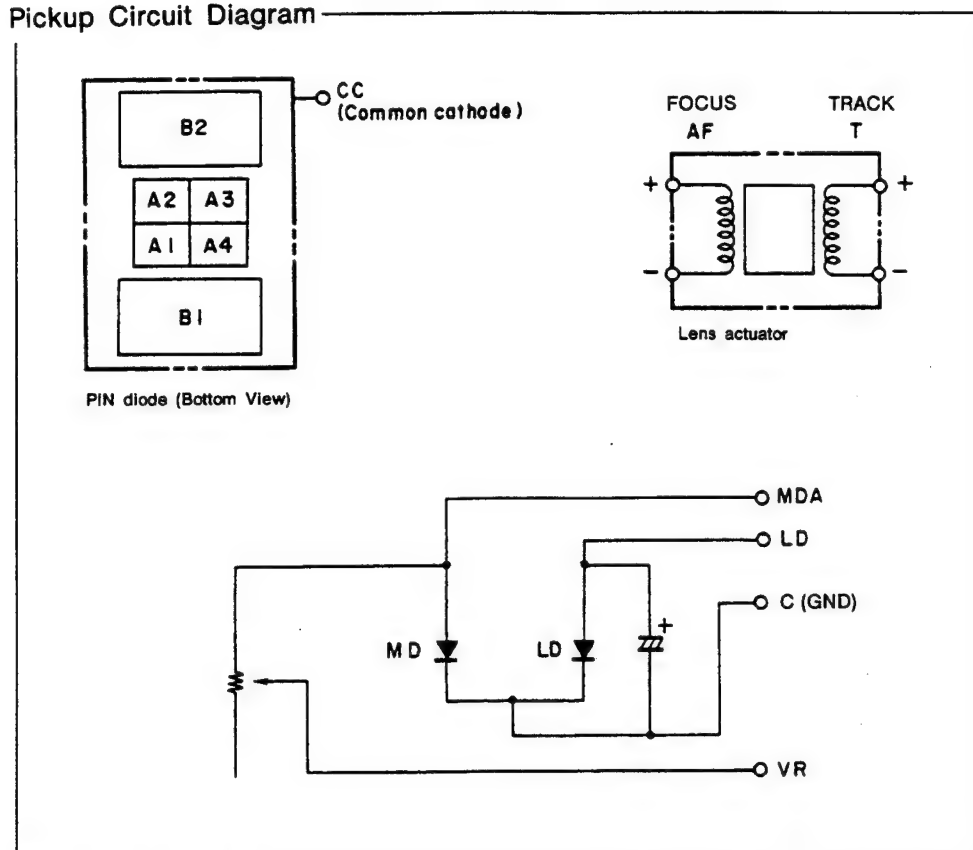 Pickup Circuit Diagram
CC
(Common cathode)
B2
A2 A3
A1 A4
B1
PIN diode (Bottom View)
FOCUS TRACK
AF T
+ +
- -
Lens actuator
MDA
LD
C (GND)
MD LD +
VR